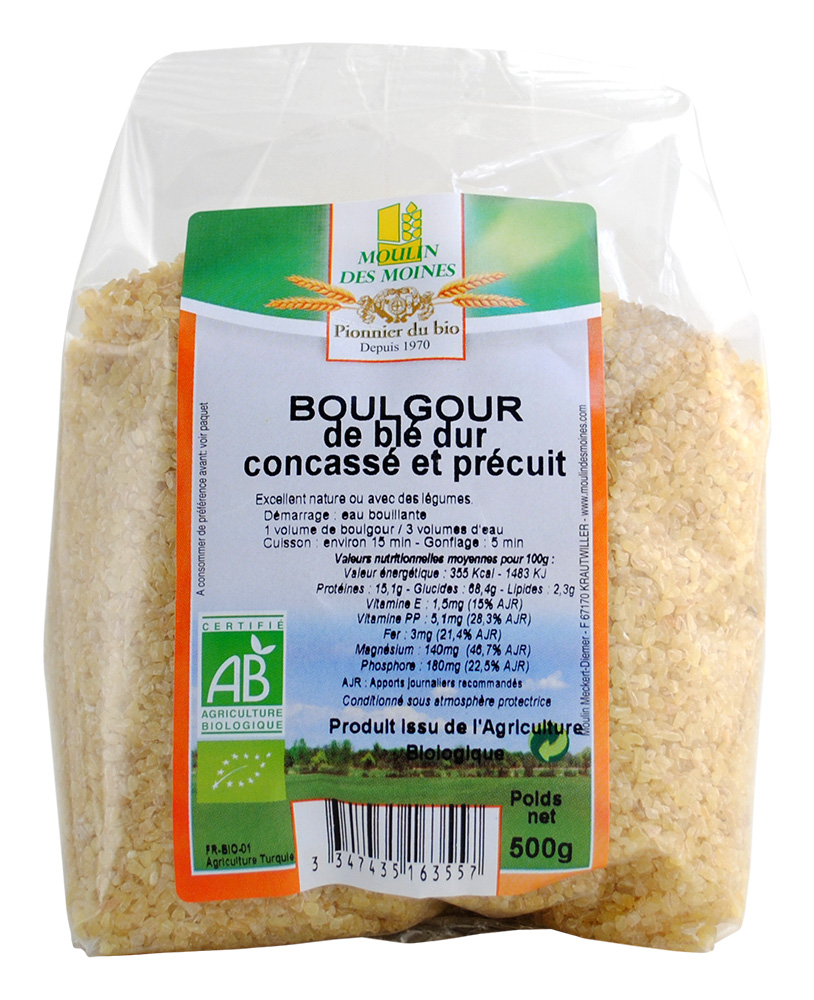 MOULIN
DES MOINES
Pionnier du bio
Depuis 1970
BOULGOUR
de blé dur
concassé et précuit
Excellent nature ou avec des légumes.
Démarrage : eau bouillante
1 volume de boulgour / 3 volumes d'eau
Cuisson : environ 15 min - Gonflage : 5 min
Valeurs nutritionnelles moyennes pour 100g :
Valeur énergétique : 355 Kcal - 1483 KJ
Protéines : 15,1g - Glucides : 68,4g - Lipides : 2,3g
Vitamine E : 1,5mg (15% AJR)
Vitamine PP : 5,1mg (28,3% AJR)
Fer : 3mg (21,4% AJR)
Magnésium : 140mg (46,7% AJR)
Phosphore : 180mg (22,5% AJR)
AJR : Apports journaliers recommandés
Conditionné sous atmosphère protectrice
Produit issu de l'Agriculture
Biologique
Poids
net
500g
A consommer de préférence avant: voir paquet
Moulin Meckert-Diemer - F 67170 KRAUTWILLER - www.moulindesmoines.com
CERTIFIÉ
AB
AGRICULTURE
BIOLOGIQUE
FR-BIO-01
Agriculture Turquie
3 347435 163557